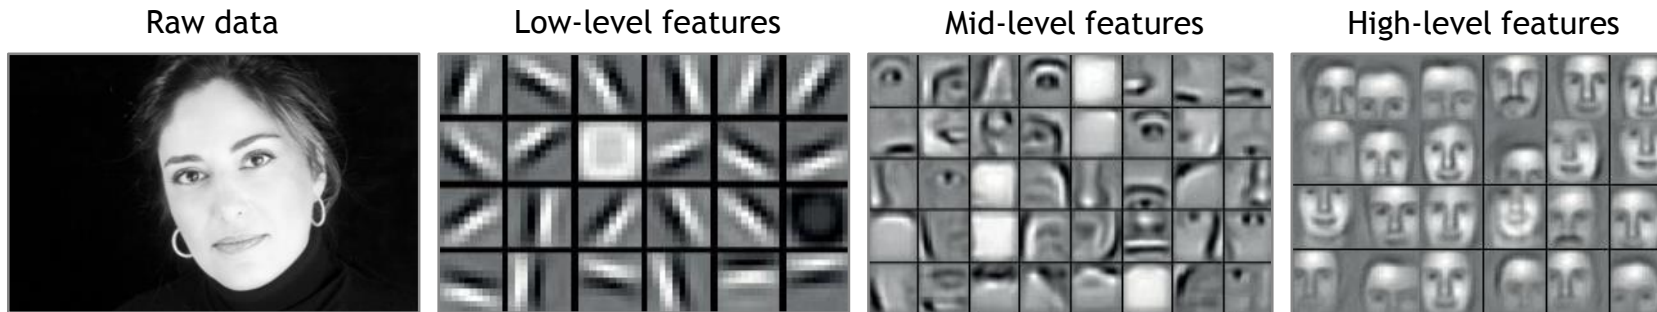 Raw data
Low-level features
Mid-level features
High-level features